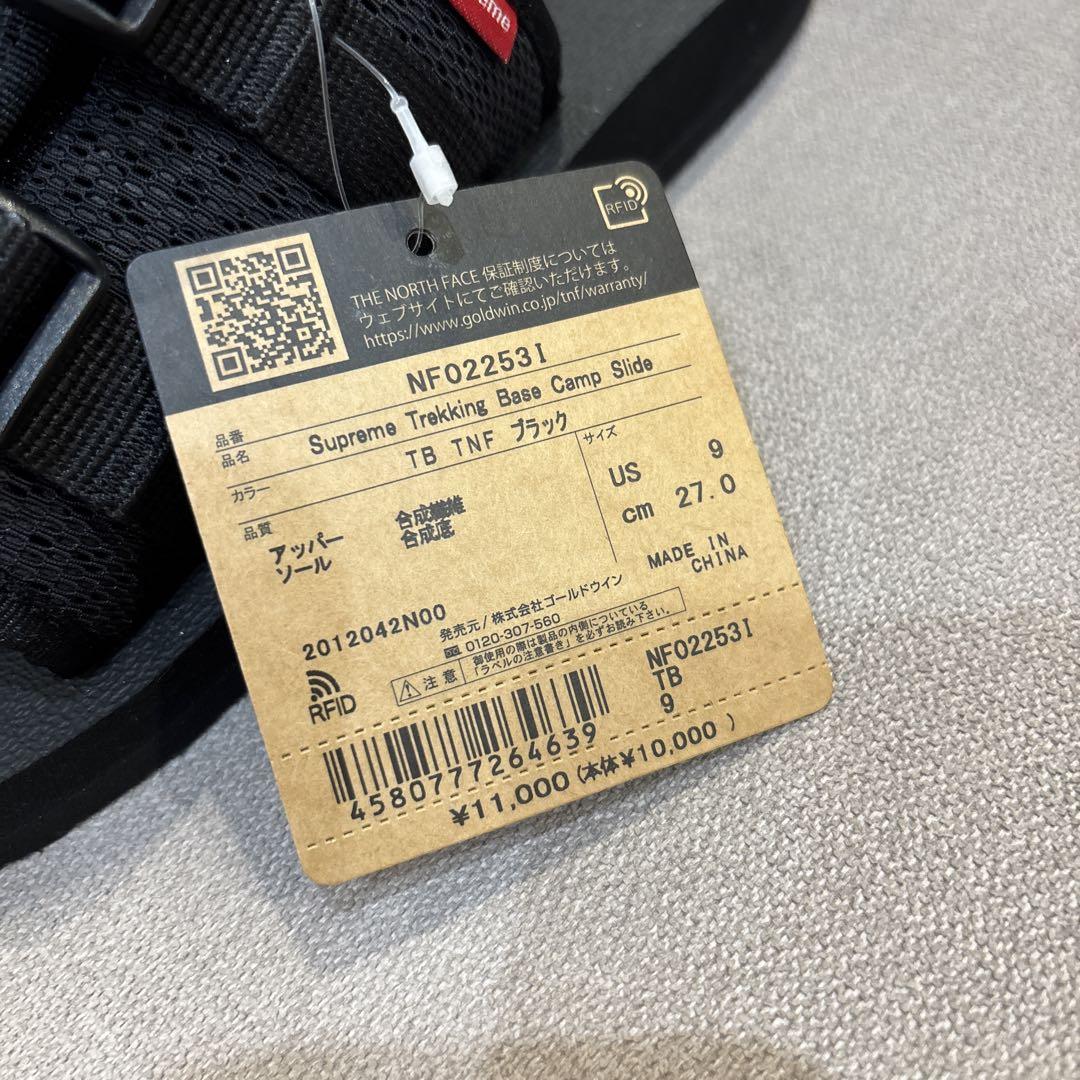 eme
RFID
THE NORTH FACE 保証制度については
ウェブサイトにてご確認いただけます。
https://www.goldwin.co.jp/tnf/warranty/
品番 NF02253I
品名 Supreme Trekking Base Camp Slide
カラー TB TNF ブラック
サイズ
US 9
cm 27.0
品質
アッパー 合成繊維
ソール 合成底
MADE IN
CHINA
2012042N00
発売元/株式会社ゴールドウイン
0120-307-560
RFID
注意
御使用の際は製品の内側についている
「ラベルの注意書き」を必ずお読み下さい。
NF02253I
TB
9
4580777264639
¥11,000(本体¥10,000)